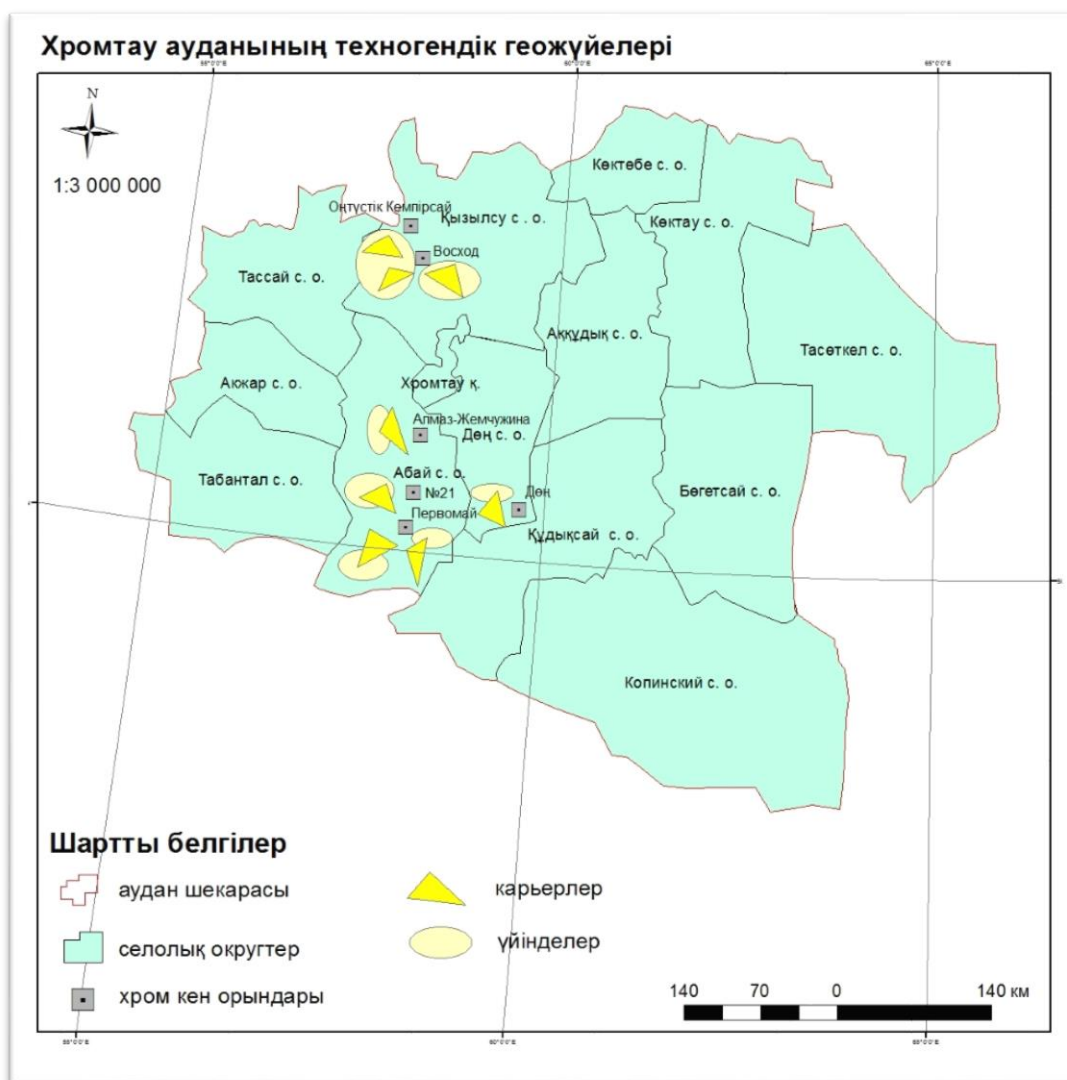 Хромтау ауданының техногендік геожүйелері
N
1:3 000 000
Көктөбе с. о.
Оңтүстік Кемпірсай
Қызылсу с . о.
Көктау с. о.
Восход
Тассай с. о.
Аққұдық с. о.
Тасөткел с. о.
Аюкар с. о.
Хромтау қ.
Алмаз-Жемчужина
Дөң с. о.
Абай с. о.
Табантал с. о.
№21
Дөң
Бөгетсай с. о.
Первомай
Құдықсай с. о.
Копинский с. о.
Шартты белгілер
аудан шекарасы
карьерлер
селолық округтер
үйінделер
хром кен орындары
140 70 0 140 км